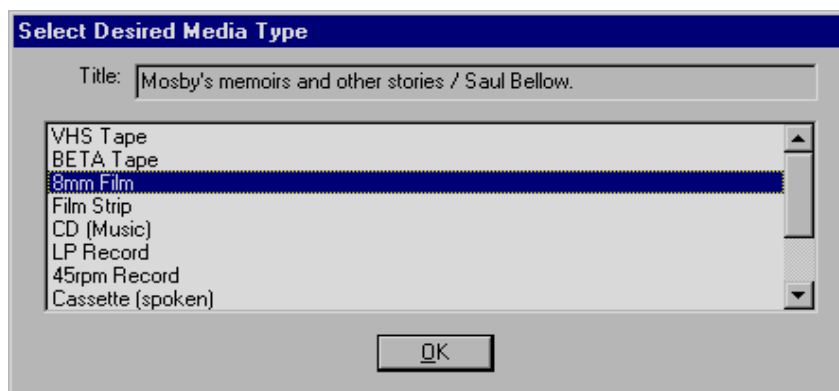 Select Desired Media Type
Title: Mosby's memoirs and other stories / Saul Bellow.
VHS Tape
BETA Tape
8mm Film
Film Strip
CD (Music)
LP Record
45rpm Record
Cassette (spoken)
OK